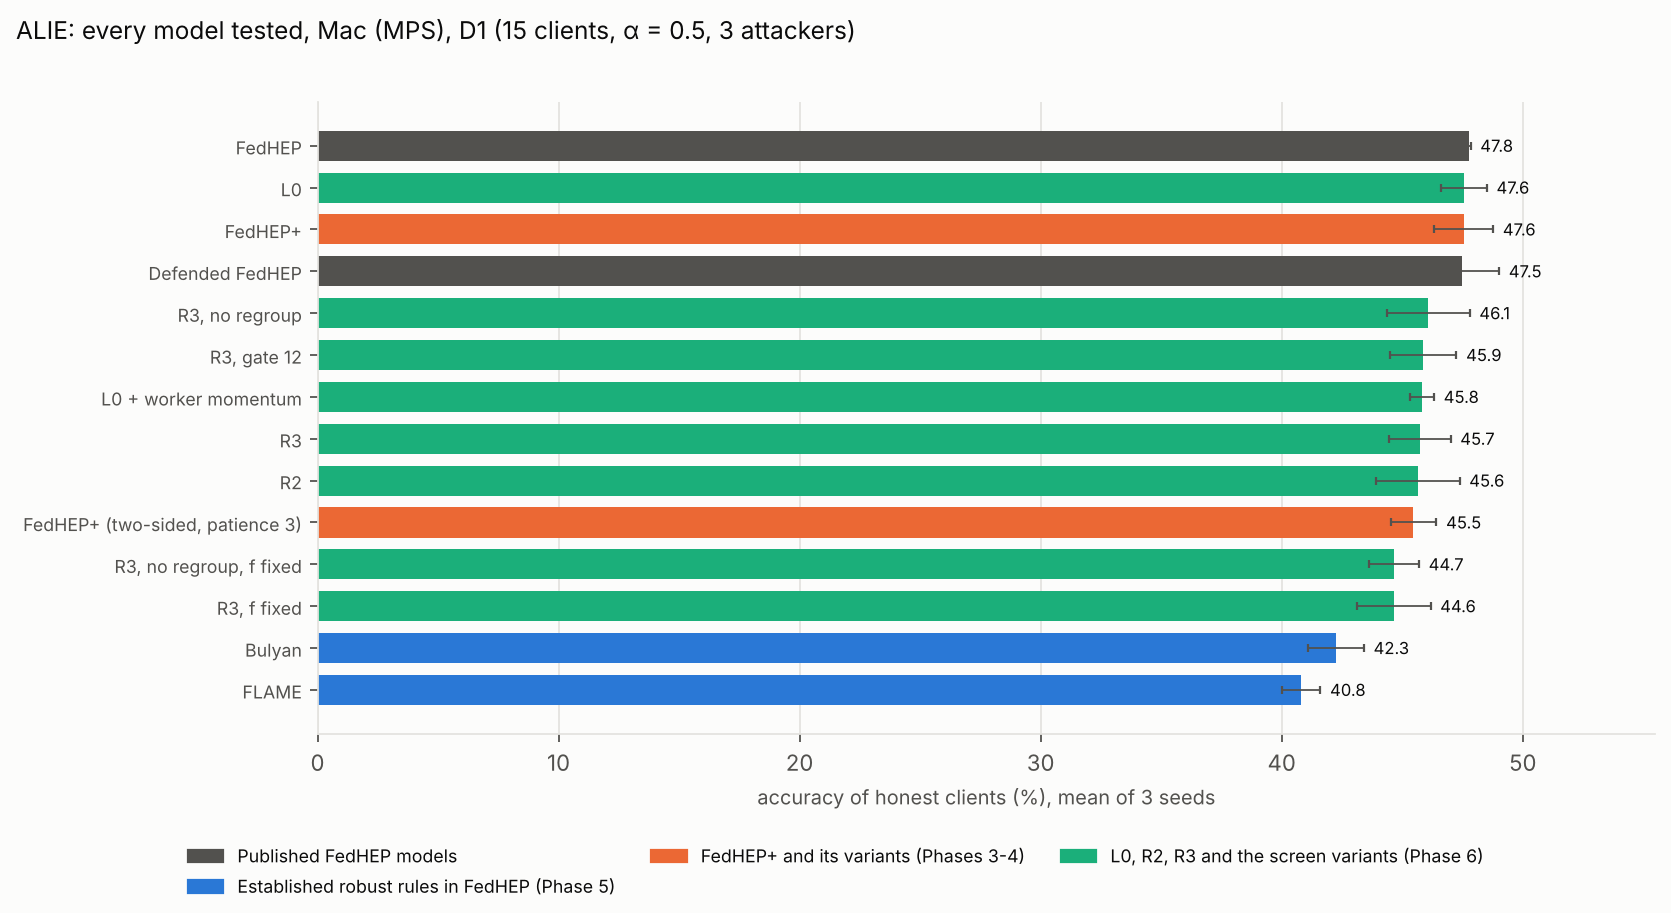 ALIE: every model tested, Mac (MPS), D1 (15 clients, α = 0.5, 3 attackers)
FedHEP 47.8
L0 47.6
FedHEP+ 47.6
Defended FedHEP 47.5
R3, no regroup 46.1
R3, gate 12 45.9
L0 + worker momentum 45.8
R3 45.7
R2 45.6
FedHEP+ (two-sided, patience 3) 45.5
R3, no regroup, f fixed 44.7
R3, f fixed 44.6
Bulyan 42.3
FLAME 40.8
0 10 20 30 40 50
accuracy of honest clients (%), mean of 3 seeds
Published FedHEP models FedHEP+ and its variants (Phases 3-4) L0, R2, R3 and the screen variants (Phase 6)
Established robust rules in FedHEP (Phase 5)